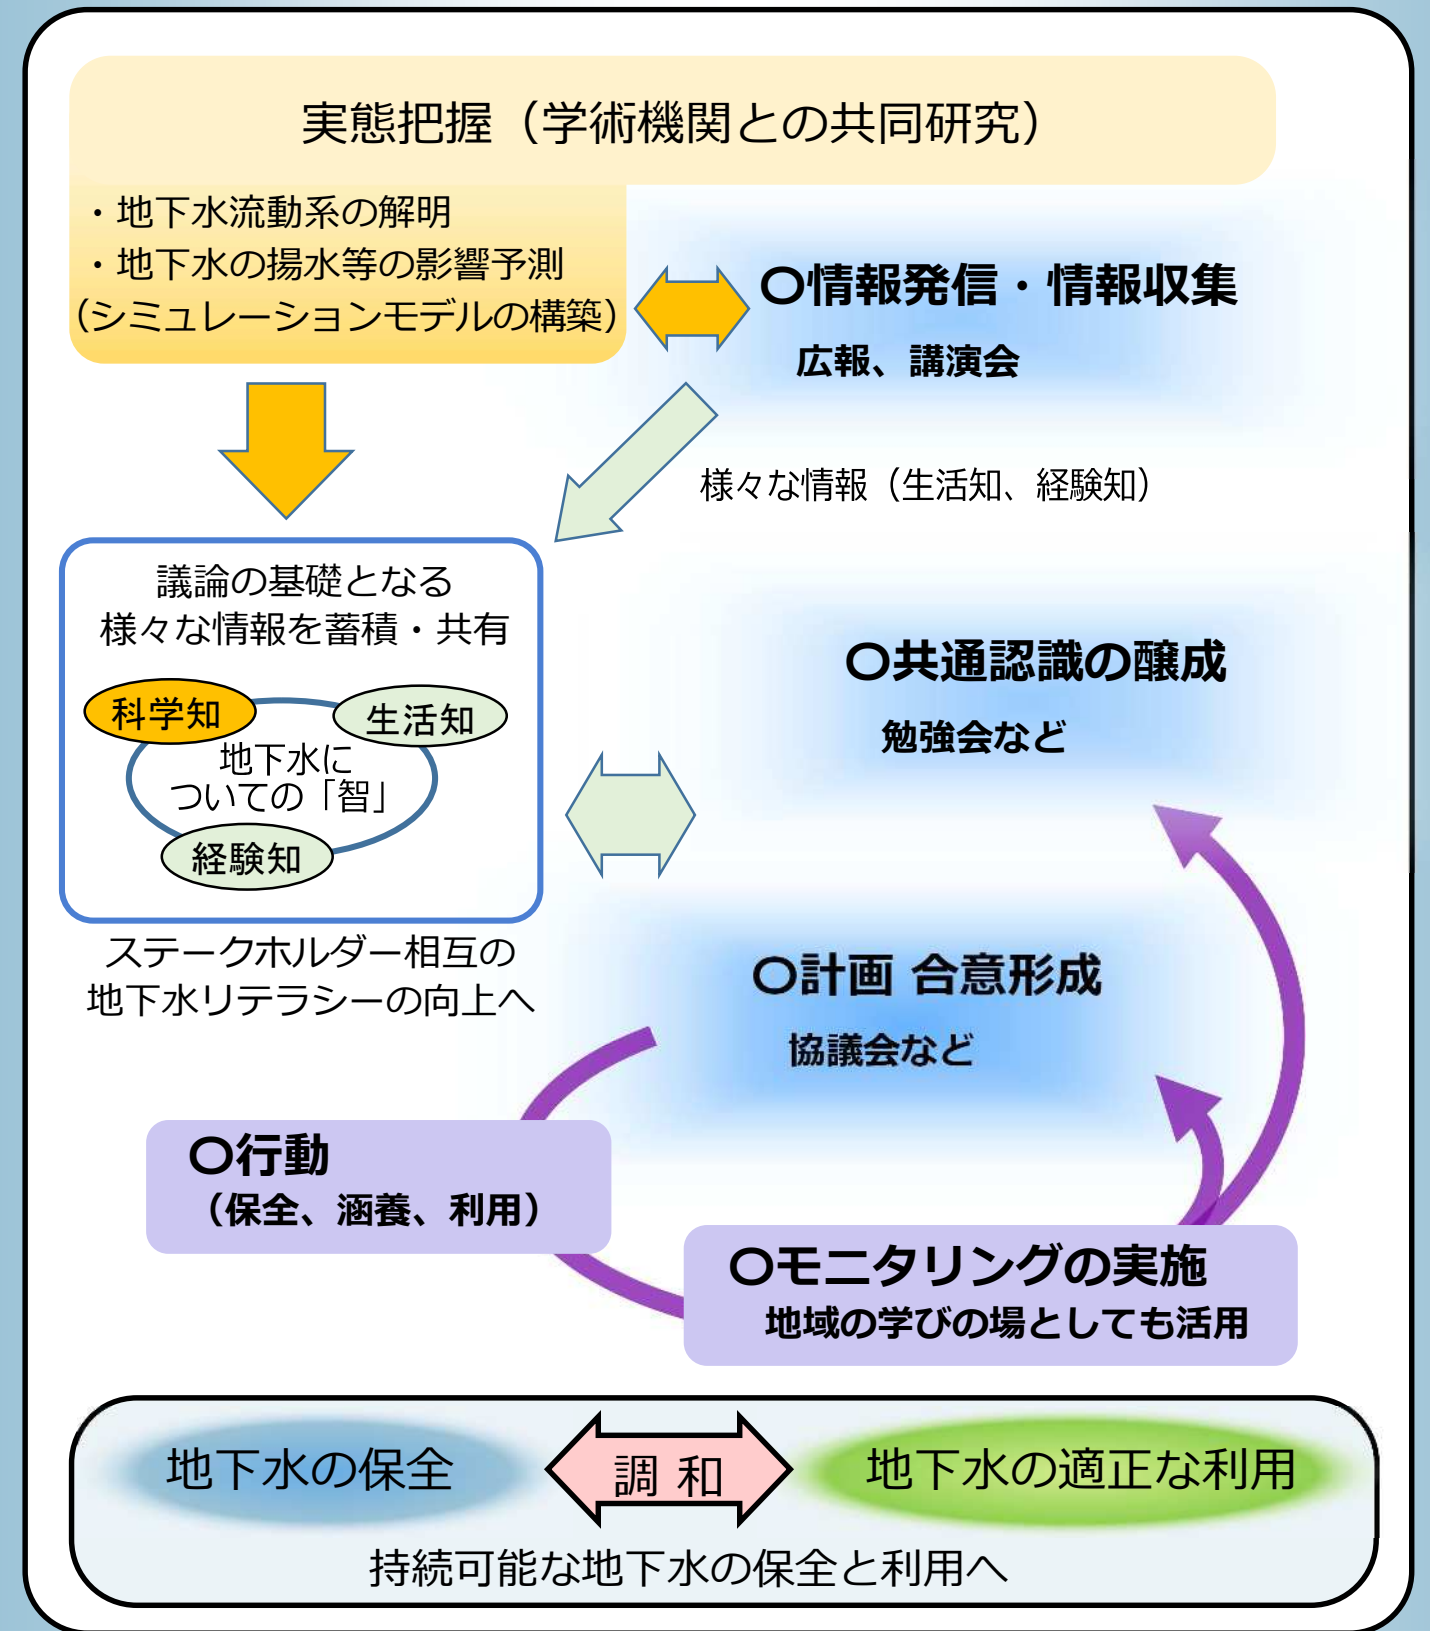 実態把握（学術機関との共同研究）
・地下水流動系の解明
・地下水の揚水等の影響予測
（シミュレーションモデルの構築）
〇情報発信・情報収集
広報、講演会
様々な情報（生活知、経験知）
議論の基礎となる
様々な情報を蓄積・共有
科学知
生活知
地下水に
ついての「智」
経験知
ステークホルダー相互の
地下水リテラシーの向上へ
〇共通認識の醸成
勉強会など
〇計画 合意形成
協議会など
〇行動
（保全、涵養、利用）
〇モニタリングの実施
地域の学びの場としても活用
地下水の保全
調 和
地下水の適正な利用
持続可能な地下水の保全と利用へ